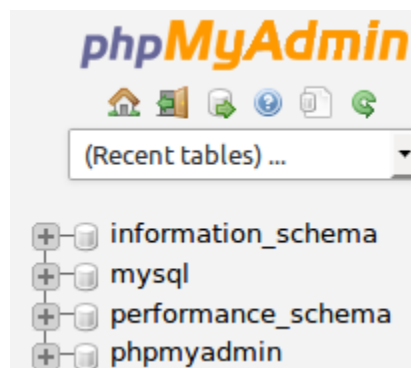 phpMyAdmin
(Recent tables) ...
information_schema
mysql
performance_schema
phpmyadmin